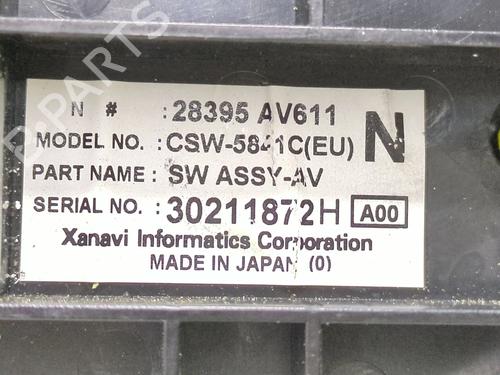 B-PARTS
N # : 28395 AV611
MODEL NO. : CSW-5841C(EU) N
PART NAME : SW ASSY-AV
SERIAL NO. : 30211872H A00
Xanavi Informatics Corporation
MADE IN JAPAN (0)